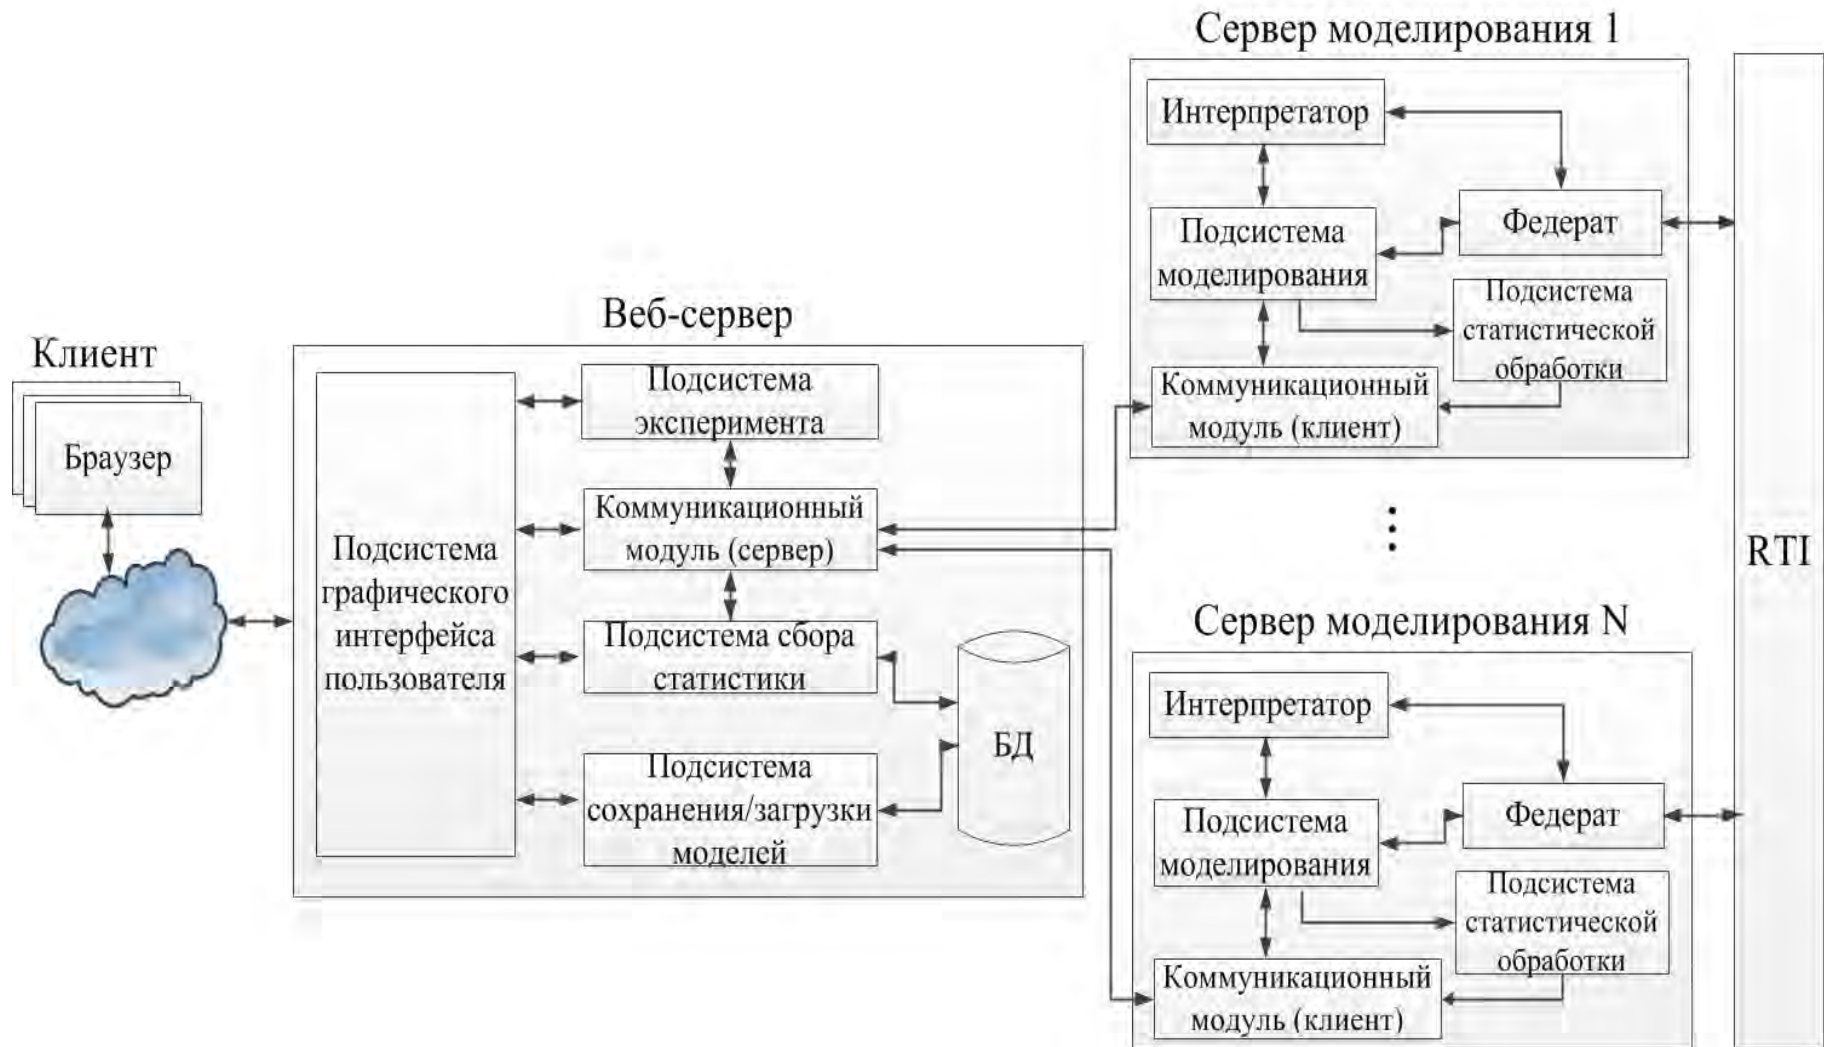 Клиент
Браузер
Веб-сервер
Подсистема
графического
интерфейса
пользователя
Подсистема
эксперимента
Коммуникационный
модуль (сервер)
Подсистема сбора
статистики
Подсистема
сохранения/загрузки
моделей
БД
Сервер моделирования 1
Интерпретатор
Подсистема
моделирования
Федерат
Подсистема
статистической
обработки
Коммуникационный
модуль (клиент)
Сервер моделирования N
Интерпретатор
Подсистема
моделирования
Федерат
Подсистема
статистической
обработки
Коммуникационный
модуль (клиент)
RTI